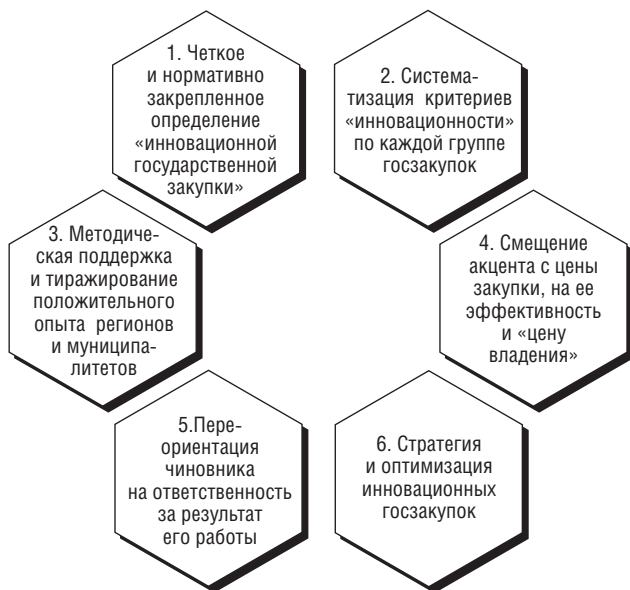 1. Четкое
и нормативно
закрепленное
определение
«инновационной
государственной
закупки»
2. Система-
тизация критериев
«инновационности»
по каждой группе
госзакупок
3. Методиче-
ская поддержка
и тиражирование
положительного
опыта регионов
и муниципа-
литетов
4. Смещение
акцента с цены
закупки, на ее
эффективность
и «цену
владения»
5.Пере-
ориентация
чиновника
на ответственность
за результат
его работы
6. Стратегия
и оптимизация
инновационных
госзакупок